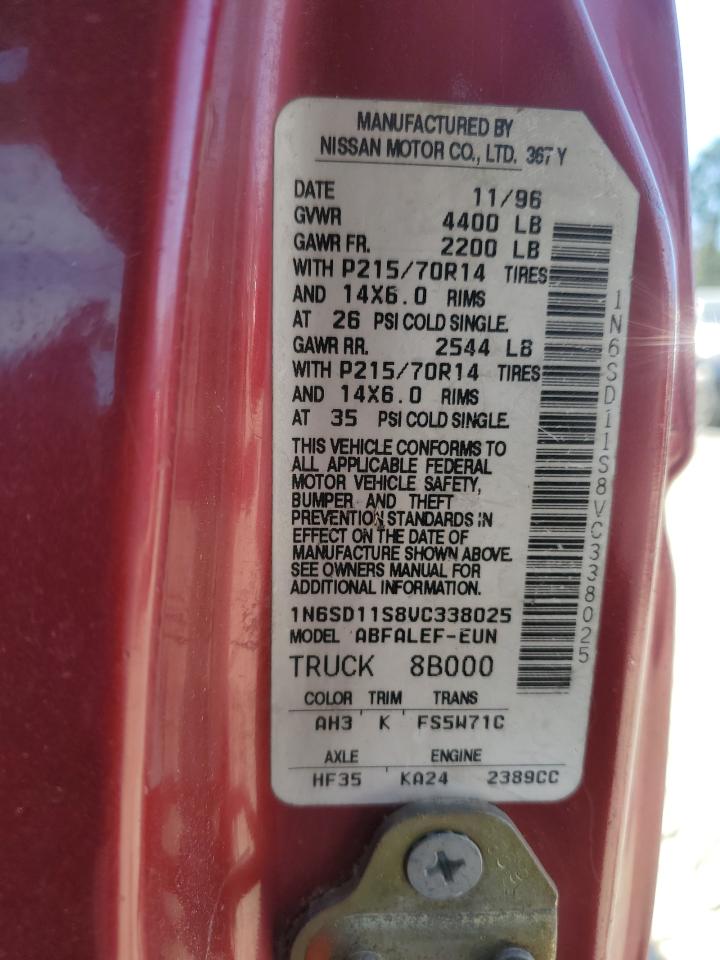 MANUFACTURED BY
NISSAN MOTOR CO., LTD. 367 Y
DATE 11/96
GVWR 4400 LB
GAWR FR. 2200 LB
WITH P215/70R14 TIRES
AND 14X6.0 RIMS
AT 26 PSI COLD SINGLE.
GAWR RR. 2544 LB
WITH P215/70R14 TIRES
AND 14X6.0 RIMS
AT 35 PSI COLD SINGLE.
THIS VEHICLE CONFORMS TO
ALL APPLICABLE FEDERAL
MOTOR VEHICLE SAFETY,
BUMPER AND THEFT
PREVENTION STANDARDS IN
EFFECT ON THE DATE OF
MANUFACTURE SHOWN ABOVE.
SEE OWNERS MANUAL FOR
ADDITIONAL INFORMATION.
1N6SD11S8VC338025
MODEL ABFALEF-EUN
TRUCK 8B000
COLOR TRIM TRANS
AH3 K FS5W71C
AXLE ENGINE
HF35 KA24 2389CC
1N6SD11S8VC338025